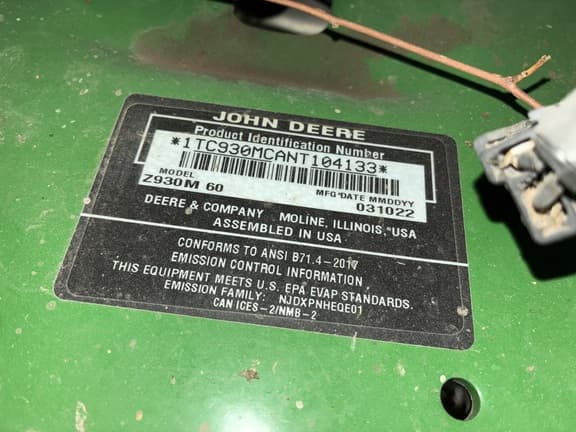 JOHN DEERE
Product Identification Number
*1TC930MCANT104133*
MODEL
Z930M 60
MFG DATE MMDDYY
031022
DEERE & COMPANY MOLINE, ILLINOIS, USA
ASSEMBLED IN USA
CONFORMS TO ANSI B71.4-2017
EMISSION CONTROL INFORMATION
THIS EQUIPMENT MEETS U.S. EPA EVAP STANDARDS.
EMISSION FAMILY: NJDXPNHEQE01
CAN ICES-2/NMB-2